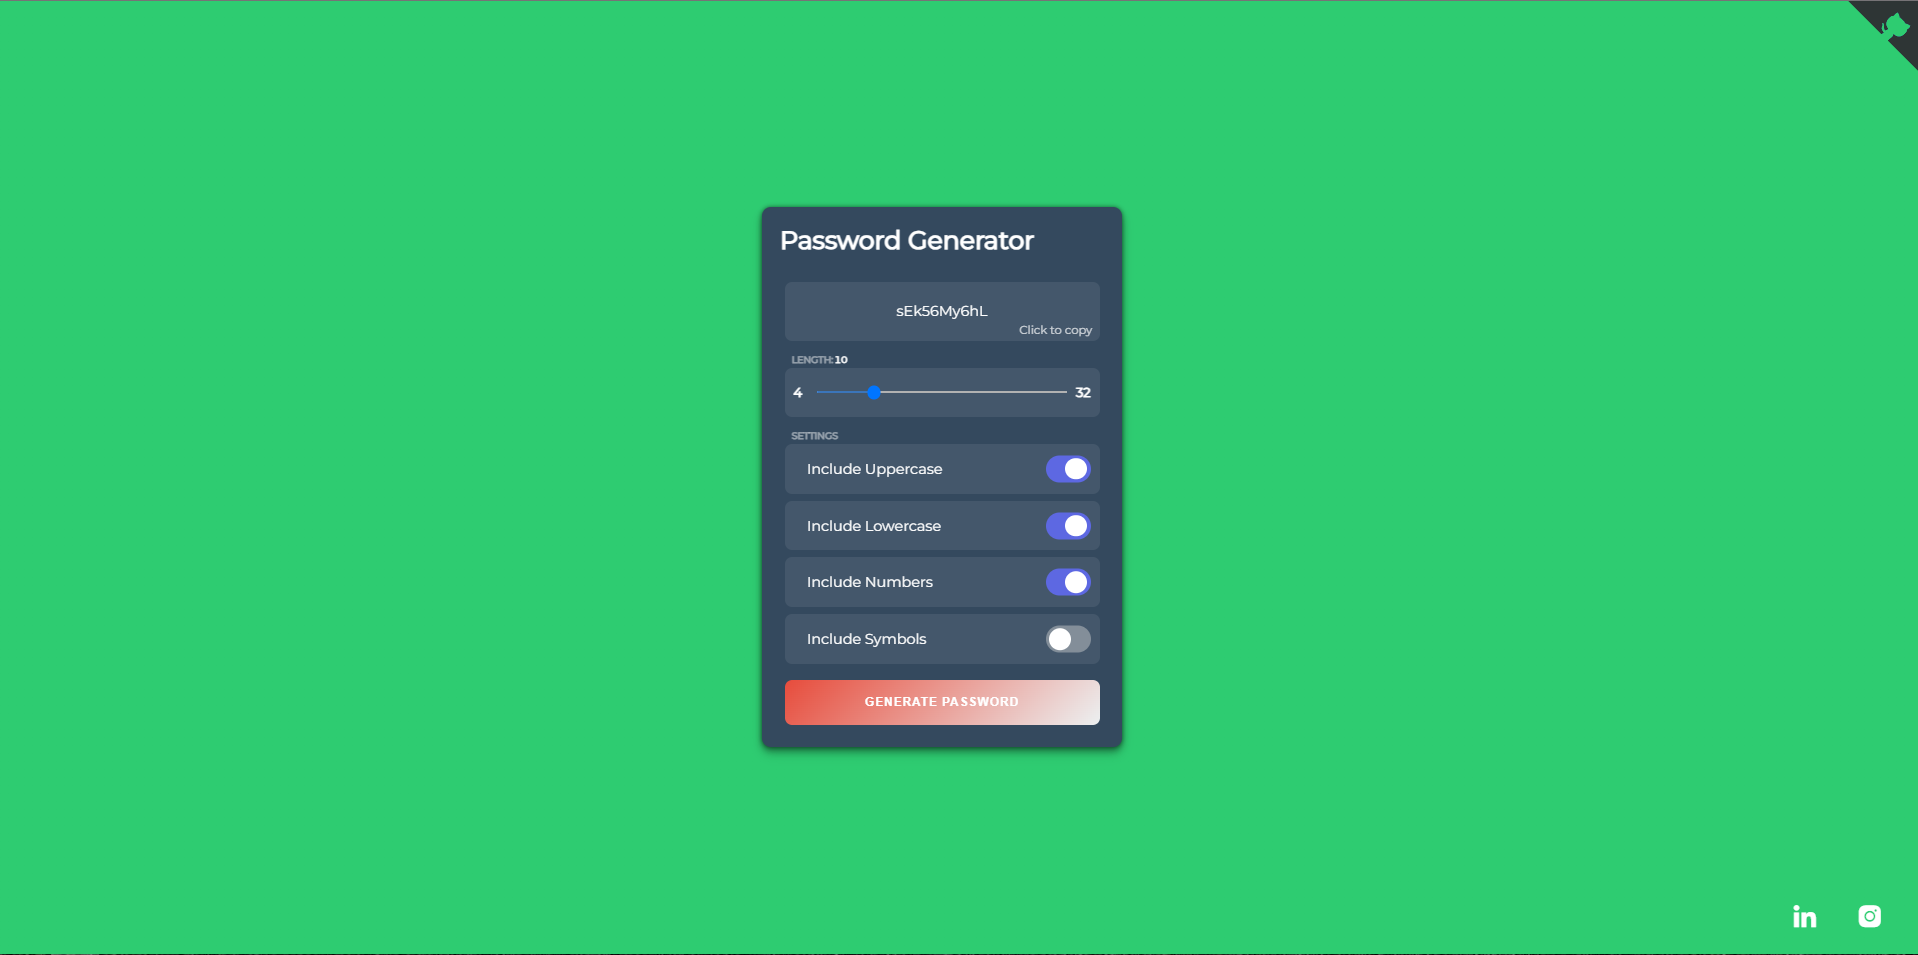 Password Generator
sEk56My6hL
Click to copy
LENGTH: 10
4 32
SETTINGS
Include Uppercase
Include Lowercase
Include Numbers
Include Symbols
GENERATE PASSWORD
in